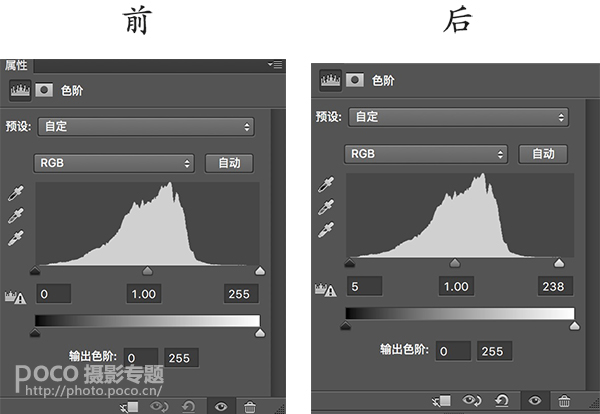 前 后
属性
色阶 色阶
预设: 自定 预设: 自定
RGB 自动 RGB 自动
0 1.00 255 5 1.00 238
输出色阶: 0 255 输出色阶: 0 255
poco 摄影专题
http://photo.poco.cn/